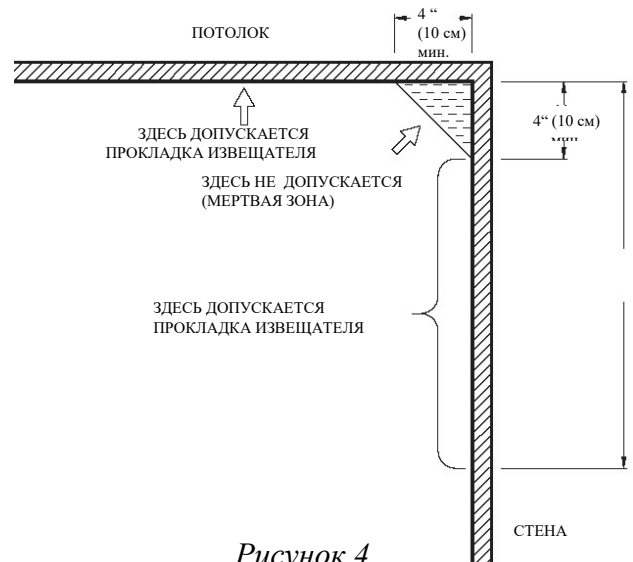 ПОТОЛОК
4 “
(10 см)
мин.
4“ (10 см)
ЗДЕСЬ ДОПУСКАЕТСЯ
ПРОКЛАДКА ИЗВЕЩАТЕЛЯ
ЗДЕСЬ НЕ ДОПУСКАЕТСЯ
(МЕРТВАЯ ЗОНА)
ЗДЕСЬ ДОПУСКАЕТСЯ
ПРОКЛАДКА ИЗВЕЩАТЕЛЯ
СТЕНА
Рисунок 4